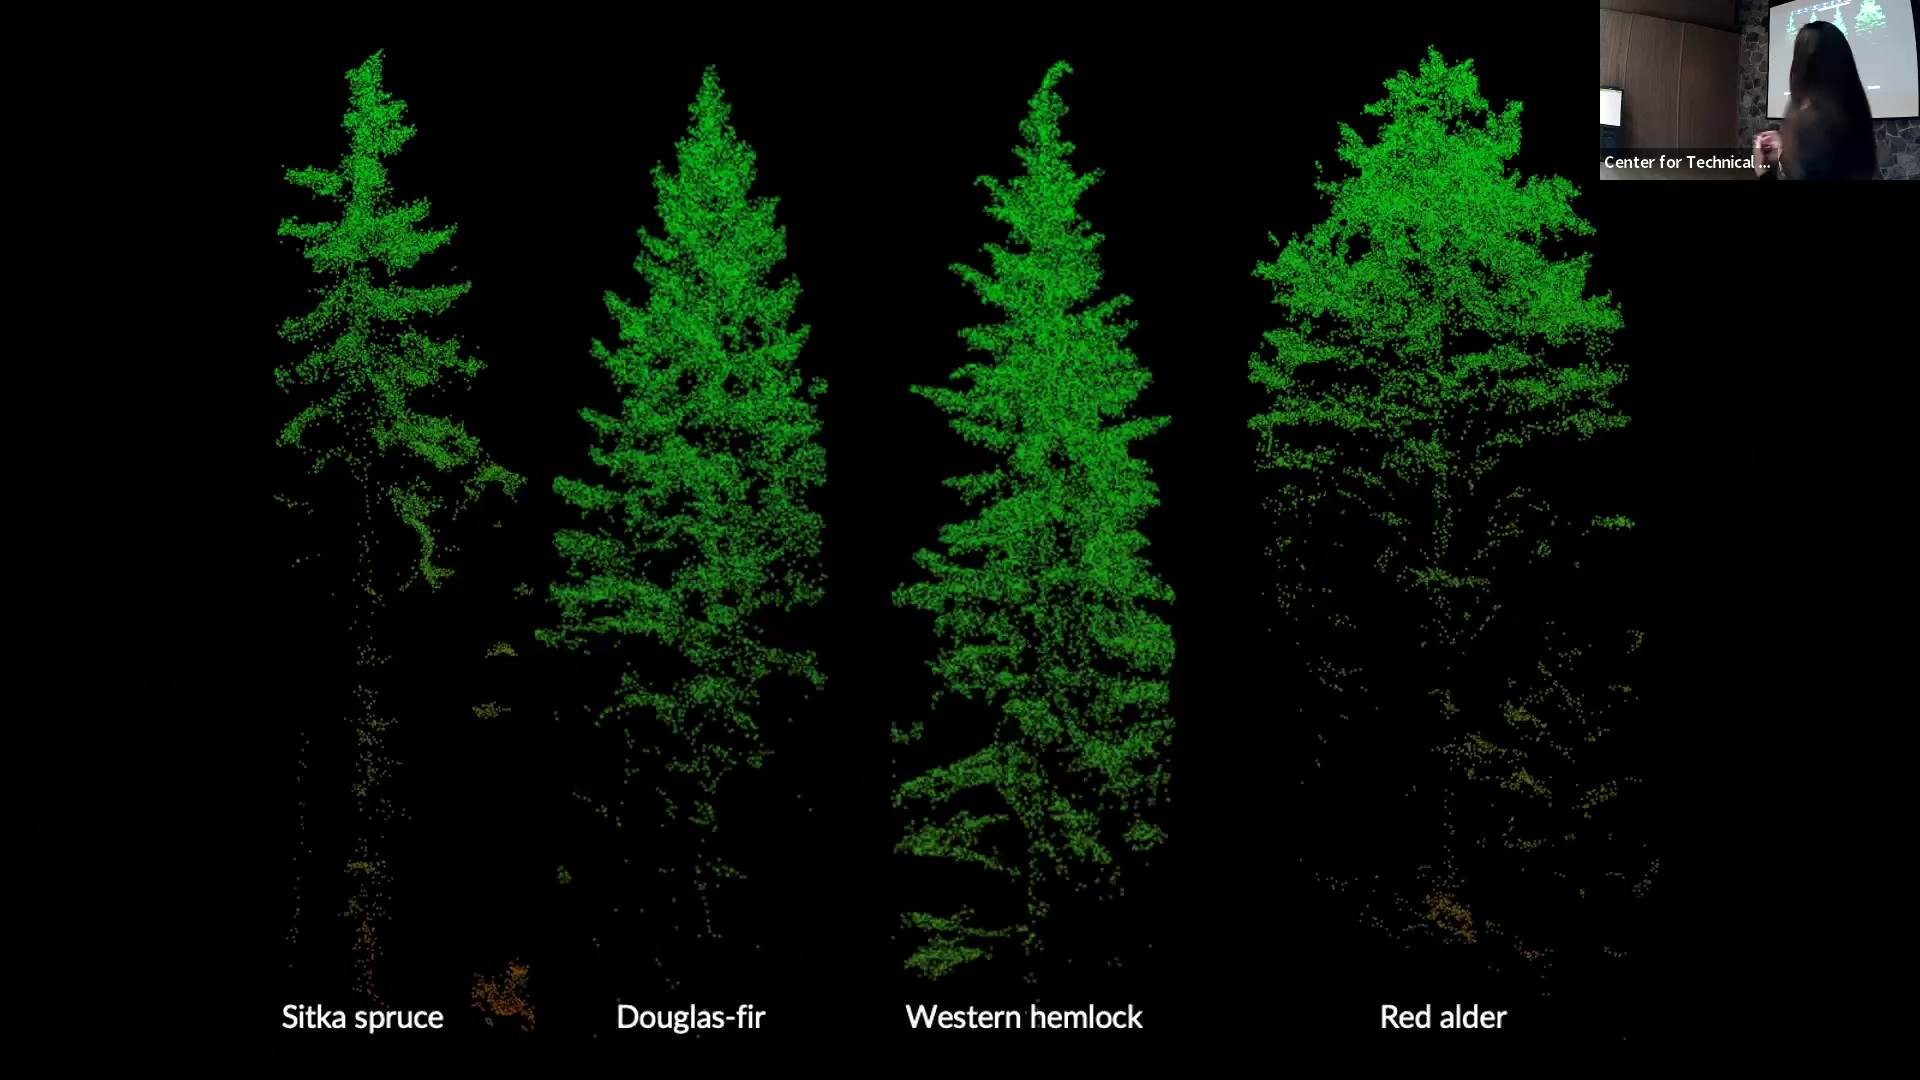 Center for Technical ...
Sitka spruce
Douglas-fir
Western hemlock
Red alder